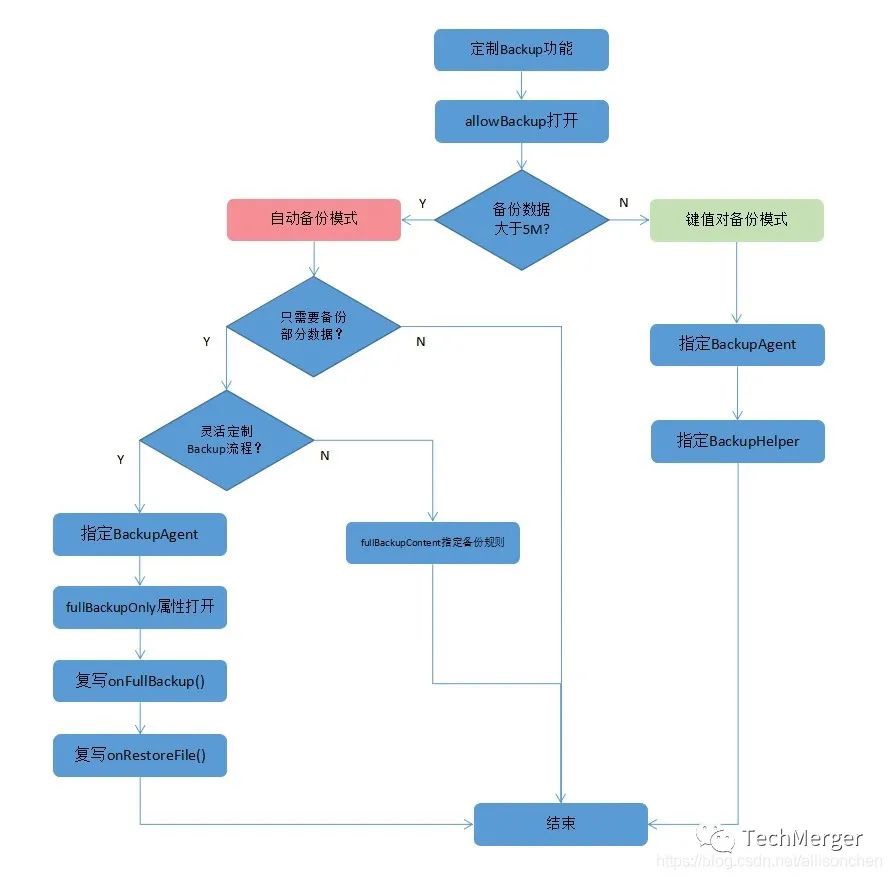 定制Backup功能
allowBackup打开
备份数据
大于5M?
Y
N
自动备份模式
键值对备份模式
只需要备份
部分数据？
Y
N
指定BackupAgent
灵活定制
Backup流程？
Y
N
指定BackupHelper
指定BackupAgent
fullBackupContent指定备份规则
fullBackupOnly属性打开
复写onFullBackup()
复写onRestoreFile()
结束
TechMerger
https://blog.csdn.net/allisonchen